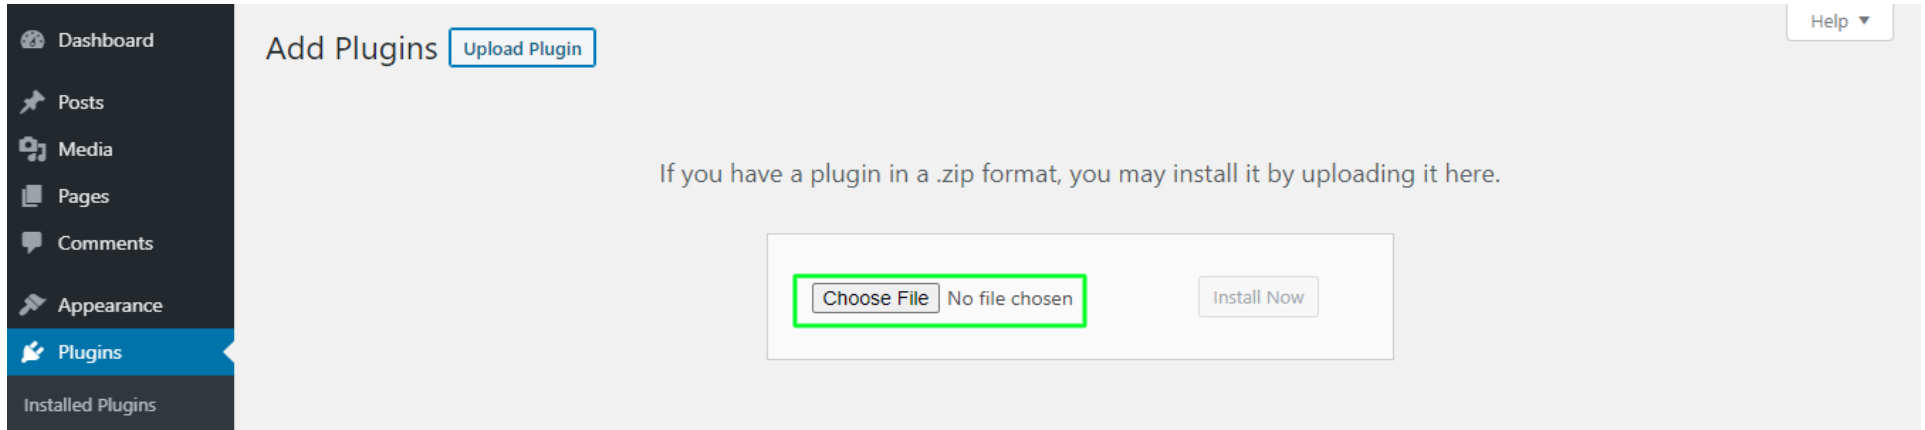 Dashboard
Posts
Media
Pages
Comments
Appearance
Plugins
Installed Plugins
Add Plugins Upload Plugin
Help ▼
If you have a plugin in a .zip format, you may install it by uploading it here.
Choose File No file chosen Install Now